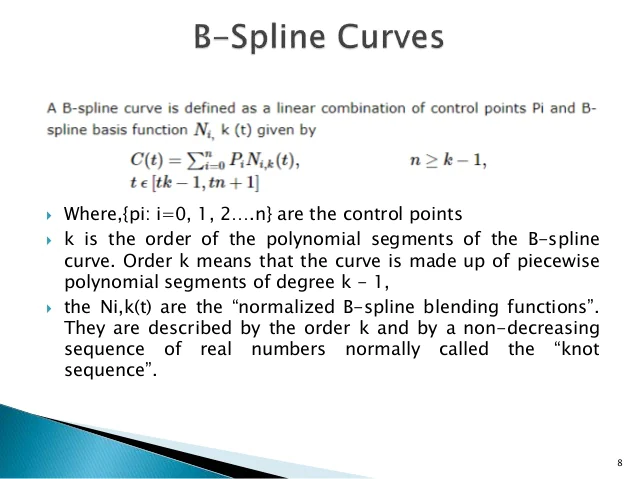 B-Spline Curves
A B-spline curve is defined as a linear combination of control points Pi and B-
spline basis function N_i, k (t) given by
C(t) = ∑_{i=0}^{n} P_i N_{i,k}(t), n ≥ k − 1,
t ϵ [tk − 1, tn + 1]
Where,{pi: i=0, 1, 2….n} are the control points
k is the order of the polynomial segments of the B-spline
curve. Order k means that the curve is made up of piecewise
polynomial segments of degree k - 1,
the Ni,k(t) are the “normalized B-spline blending functions”.
They are described by the order k and by a non-decreasing
sequence of real numbers normally called the “knot
sequence”.
8